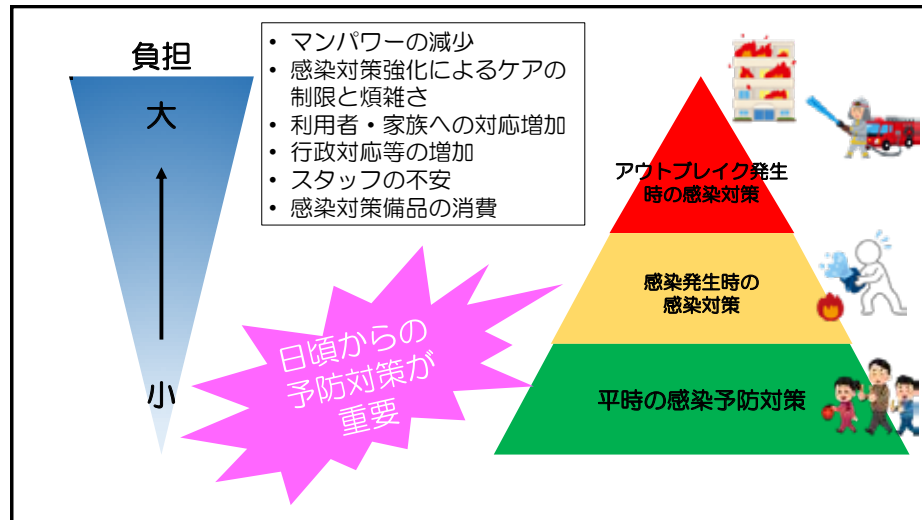 負担
大
小
• マンパワーの減少
• 感染対策強化によるケアの
制限と煩雑さ
• 利用者・家族への対応増加
• 行政対応等の増加
• スタッフの不安
• 感染対策備品の消費
日頃からの
予防対策が
重要
アウトブレイク発生
時の感染対策
感染発生時の
感染対策
平時の感染予防対策